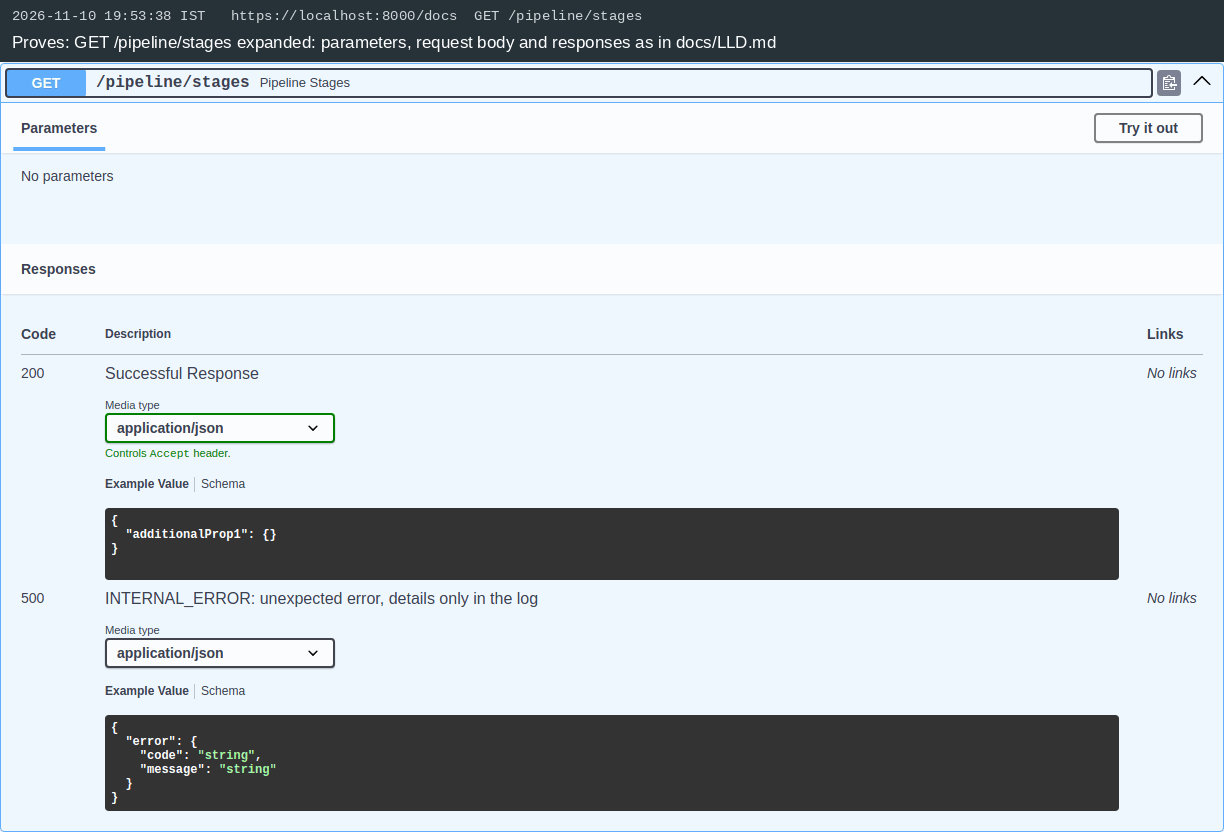 2026-11-10 19:53:38 IST https://localhost:8000/docs GET /pipeline/stages
Proves: GET /pipeline/stages expanded: parameters, request body and responses as in docs/LLD.md
GET /pipeline/stages Pipeline Stages
Parameters Try it out
No parameters
Responses
Code Description Links
200 Successful Response No links
Media type
application/json
Controls Accept header.
Example Value Schema
{
  "additionalProp1": {}
}
500 INTERNAL_ERROR: unexpected error, details only in the log No links
Media type
application/json
Example Value Schema
{
  "error": {
    "code": "string",
    "message": "string"
  }
}